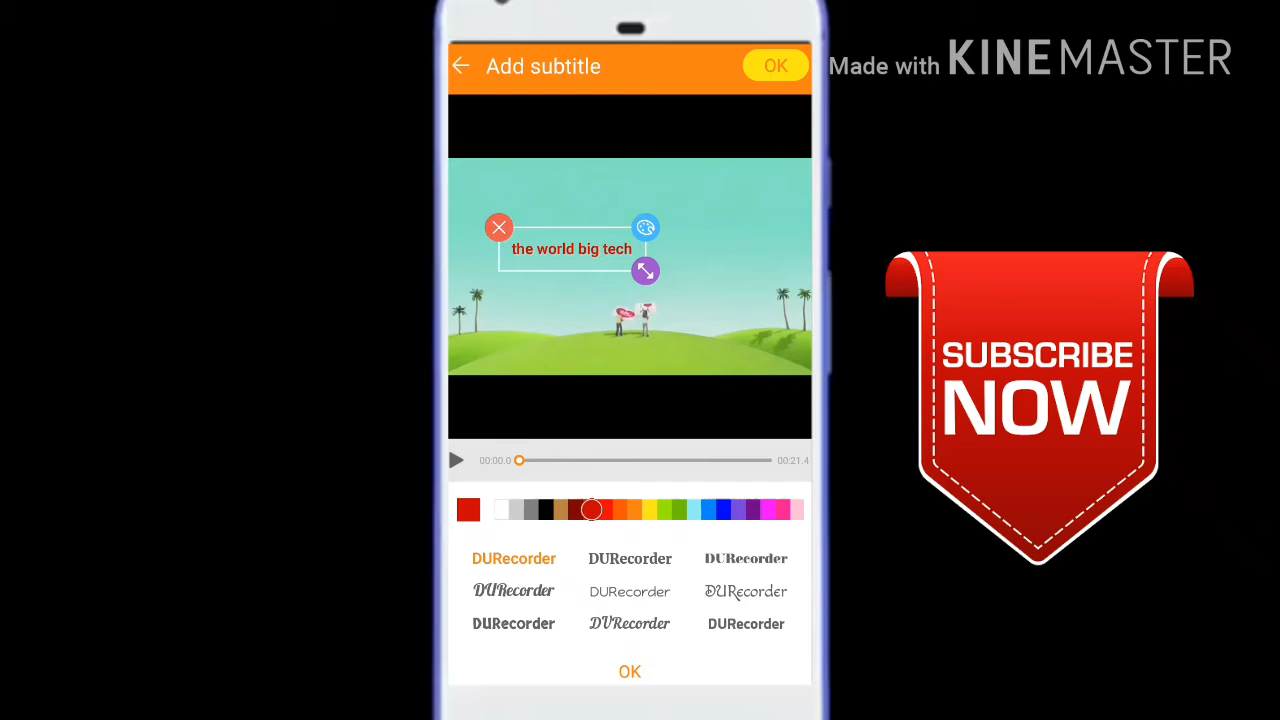 Add subtitle
OK
Made with KINEMASTER
the world big tech
SUBSCRIBE
NOW
00:00.0
00:21.4
DURecorder DURecorder DURecorder
DURecorder DURecorder DURecorder
DURecorder DURecorder DURecorder
OK